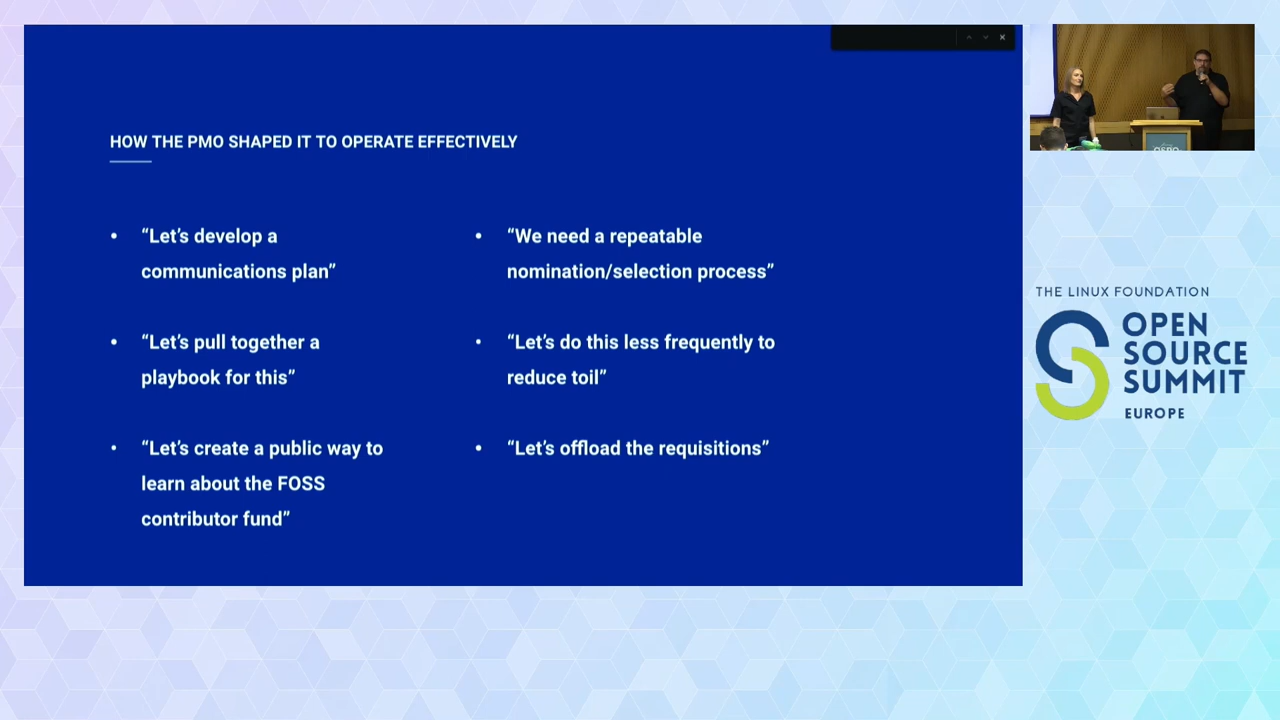 HOW THE PMO SHAPED IT TO OPERATE EFFECTIVELY
• “Let’s develop a
communications plan”
• “Let’s pull together a
playbook for this”
• “Let’s create a public way to
learn about the FOSS
contributor fund”
• “We need a repeatable
nomination/selection process”
• “Let’s do this less frequently to
reduce toil”
• “Let’s offload the requisitions”
THE LINUX FOUNDATION
OPEN
SOURCE
SUMMIT
EUROPE